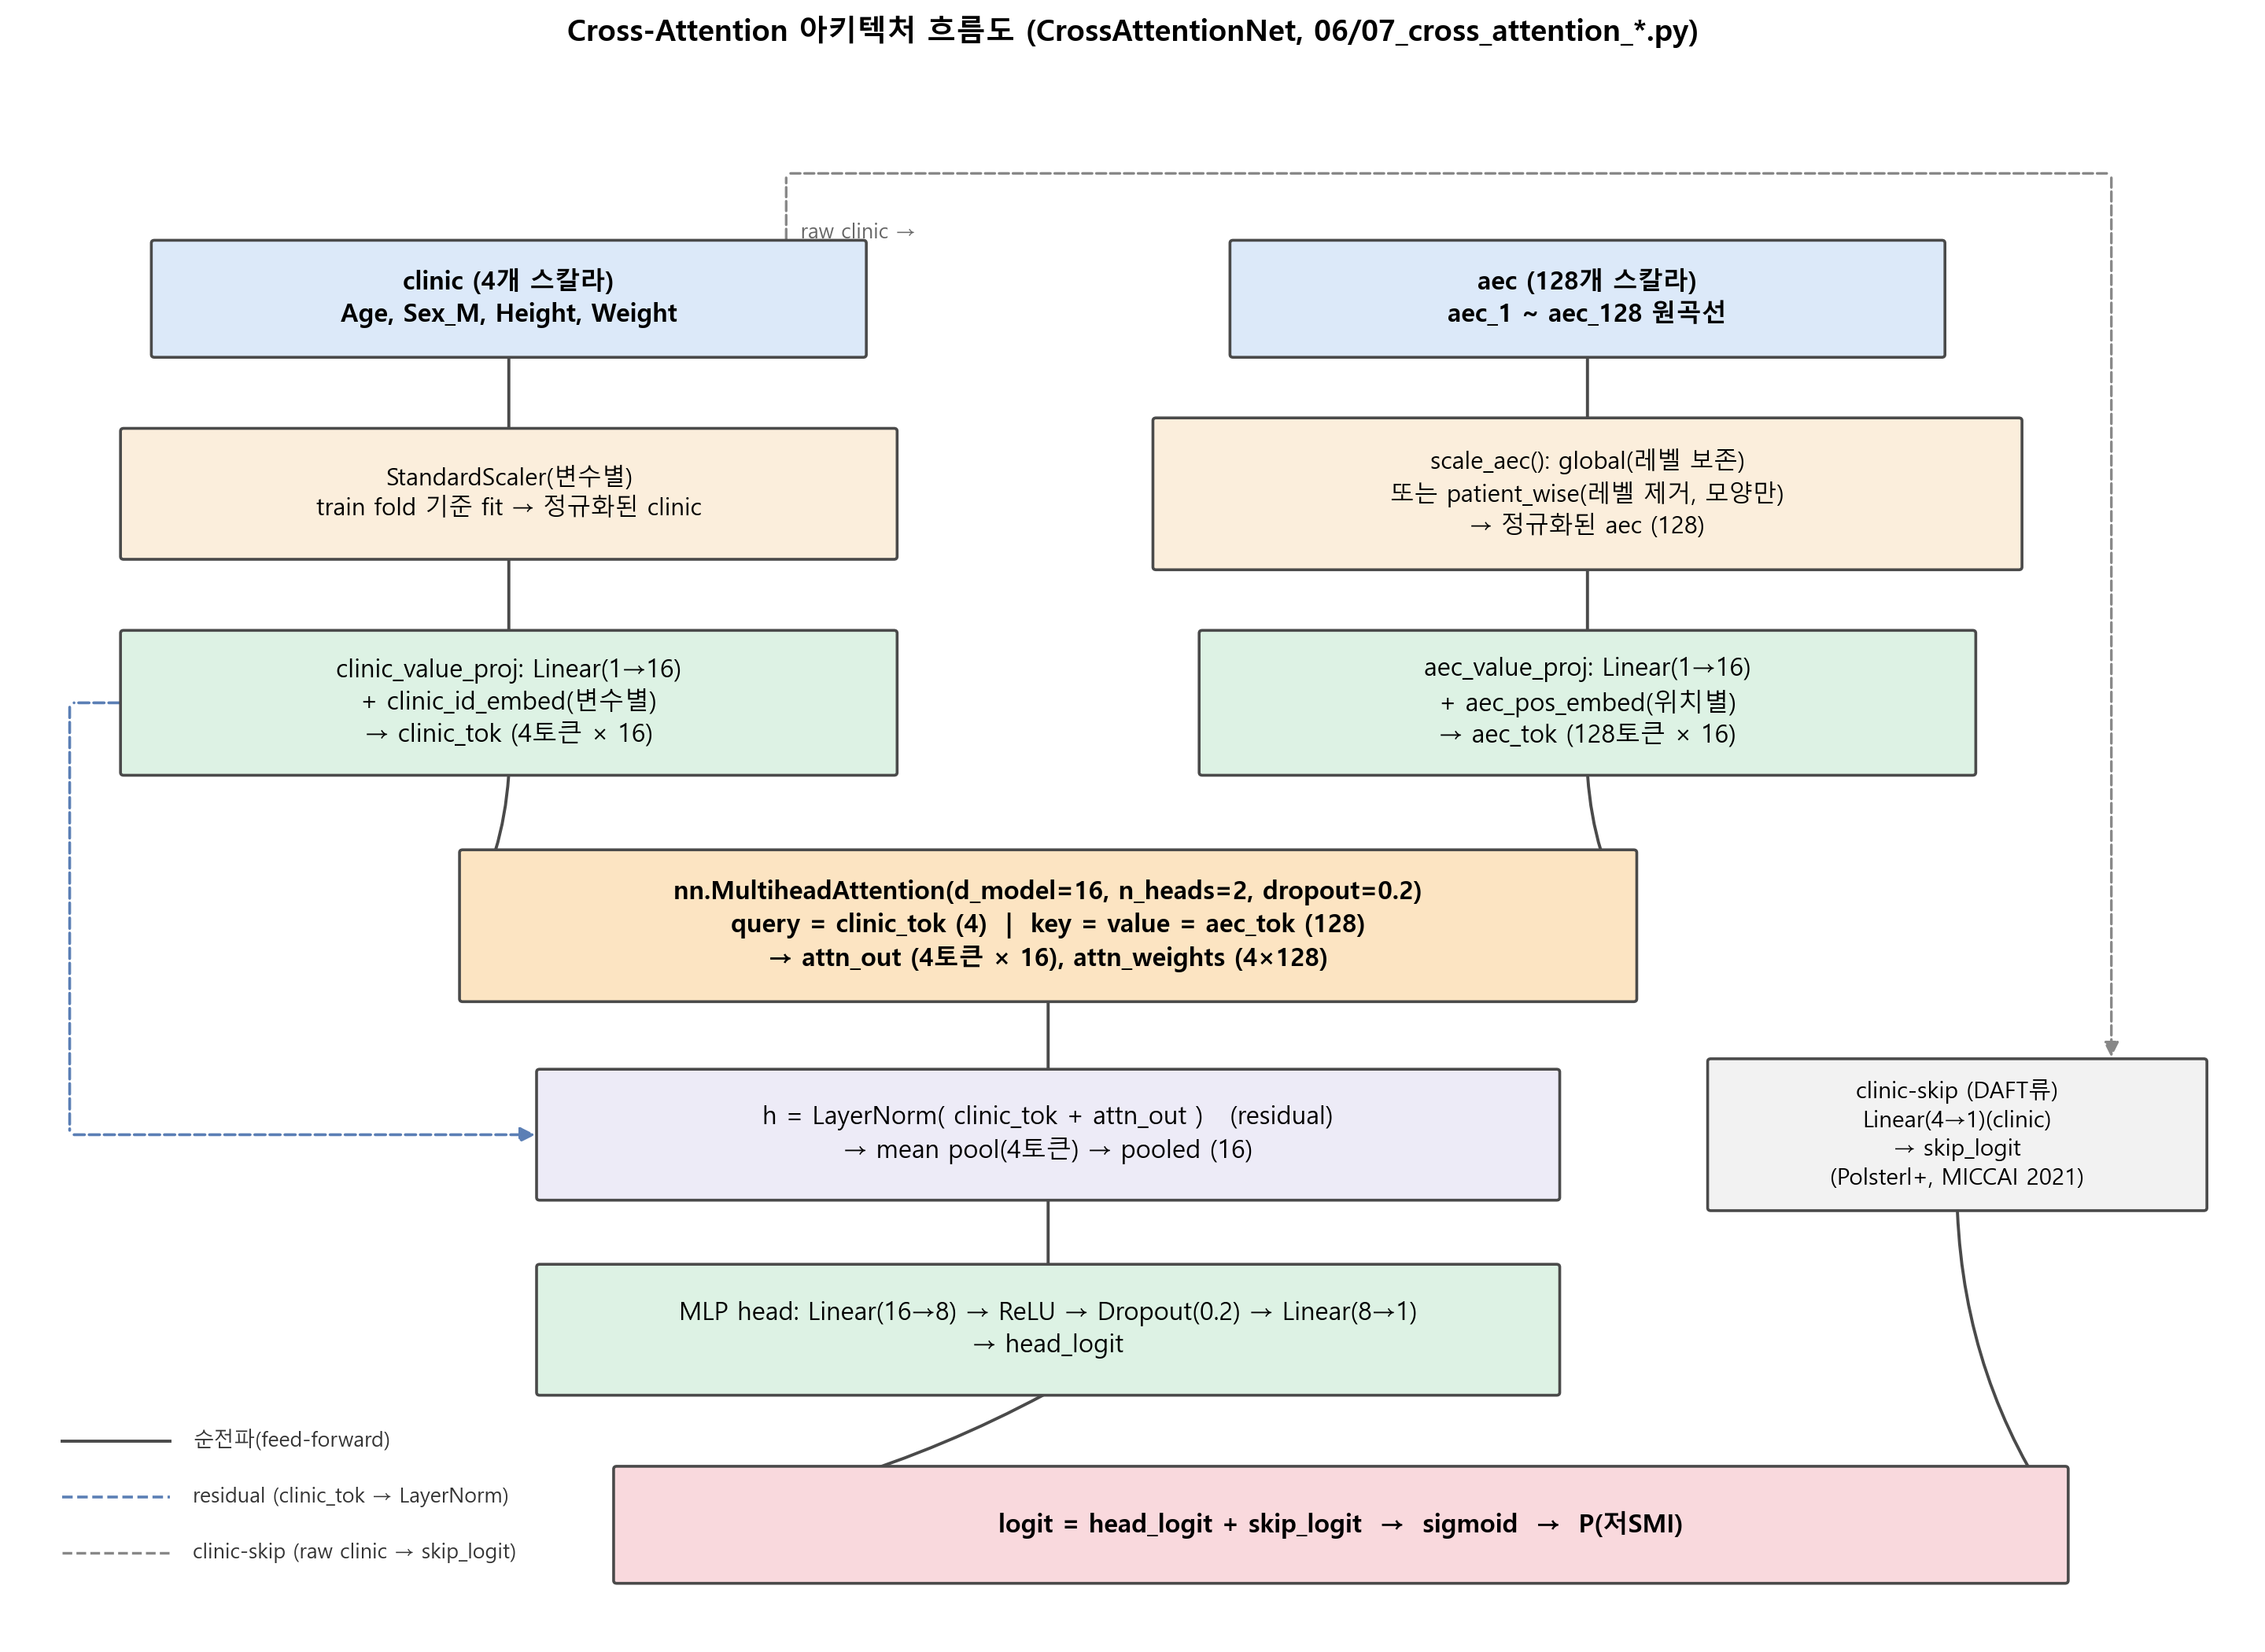 Cross-Attention 아키텍처 흐름도 (CrossAttentionNet, 06/07_cross_attention_*.py)
raw clinic →
clinic (4개 스칼라)
Age, Sex_M, Height, Weight
aec (128개 스칼라)
aec_1 ~ aec_128 원곡선
StandardScaler(변수별)
train fold 기준 fit → 정규화된 clinic
scale_aec(): global(레벨 보존)
또는 patient_wise(레벨 제거, 모양만)
→ 정규화된 aec (128)
clinic_value_proj: Linear(1→16)
+ clinic_id_embed(변수별)
→ clinic_tok (4토큰 × 16)
aec_value_proj: Linear(1→16)
+ aec_pos_embed(위치별)
→ aec_tok (128토큰 × 16)
nn.MultiheadAttention(d_model=16, n_heads=2, dropout=0.2)
query = clinic_tok (4) | key = value = aec_tok (128)
→ attn_out (4토큰 × 16), attn_weights (4×128)
h = LayerNorm( clinic_tok + attn_out ) (residual)
→ mean pool(4토큰) → pooled (16)
clinic-skip (DAFT류)
Linear(4→1)(clinic)
→ skip_logit
(Polsterl+, MICCAI 2021)
MLP head: Linear(16→8) → ReLU → Dropout(0.2) → Linear(8→1)
→ head_logit
순전파(feed-forward)
residual (clinic_tok → LayerNorm)
clinic-skip (raw clinic → skip_logit)
logit = head_logit + skip_logit → sigmoid → P(저SMI)